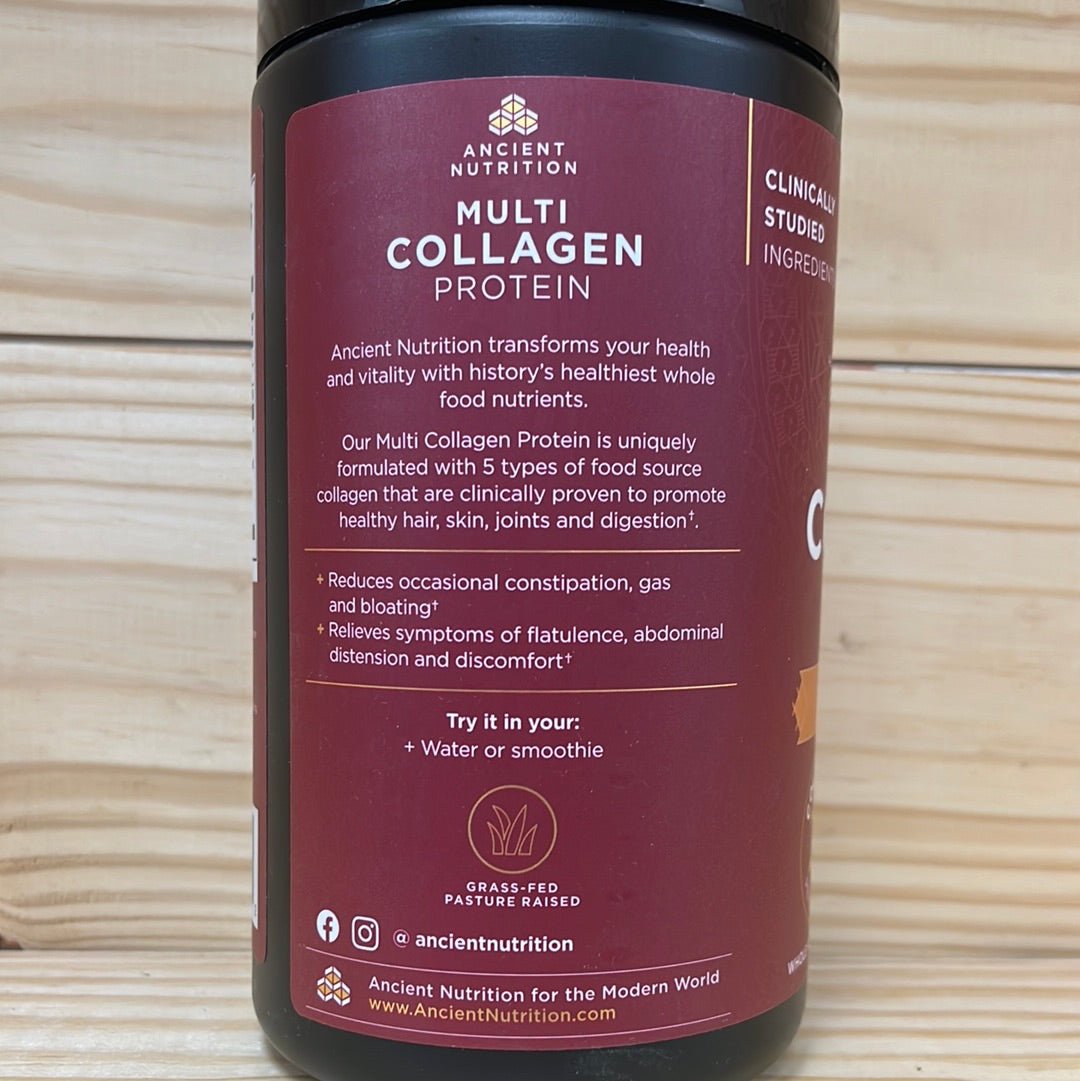 ANCIENT
NUTRITION
MULTI
COLLAGEN
PROTEIN
Ancient Nutrition transforms your health
and vitality with history's healthiest whole
food nutrients.
Our Multi Collagen Protein is uniquely
formulated with 5 types of food source
collagen that are clinically proven to promote
healthy hair, skin, joints and digestion†.
+ Reduces occasional constipation, gas
and bloating†
+ Relieves symptoms of flatulence, abdominal
distension and discomfort†
Try it in your:
+ Water or smoothie
GRASS-FED
PASTURE RAISED
@ ancientnutrition
Ancient Nutrition for the Modern World
www.AncientNutrition.com
CLINICALLY
STUDIED
INGREDIENT
C